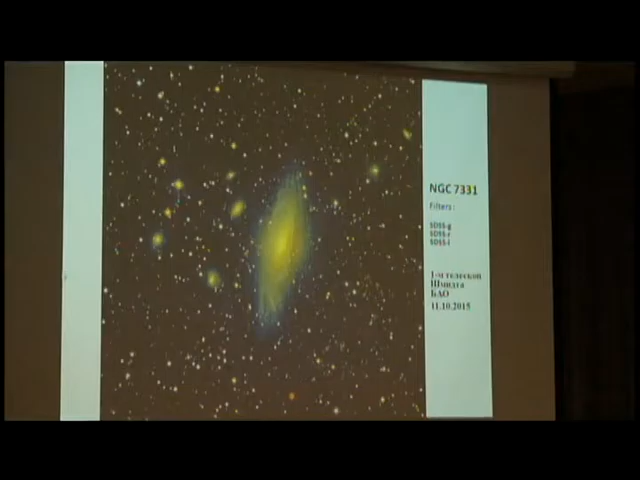 NGC 7331
Filters :
SDSS-g
SDSS-r
SDSS-i
1-м телескоп
Шмидта
БАО
11.10.2015